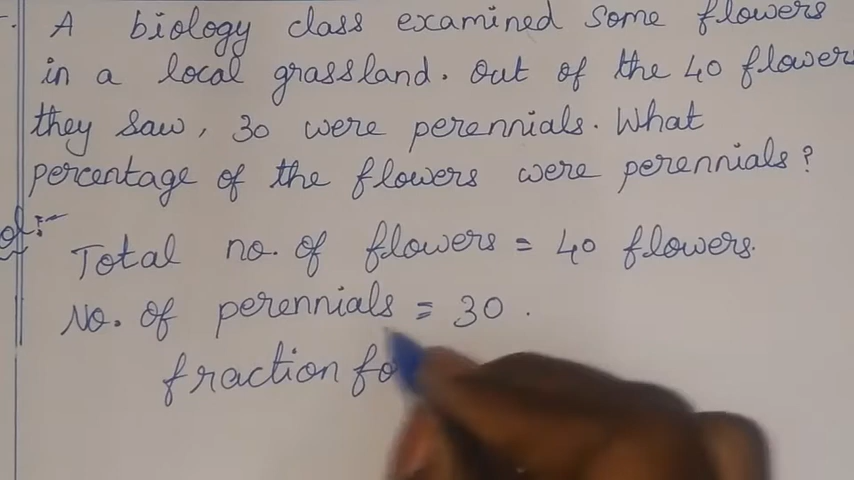 A biology class examined some flowers
in a local grassland. Out of the 40 flowers
they saw, 30 were perennials. What
percentage of the flowers were perennials?
Total no. of flowers = 40 flowers.
No. of perennials = 30.
fraction fo